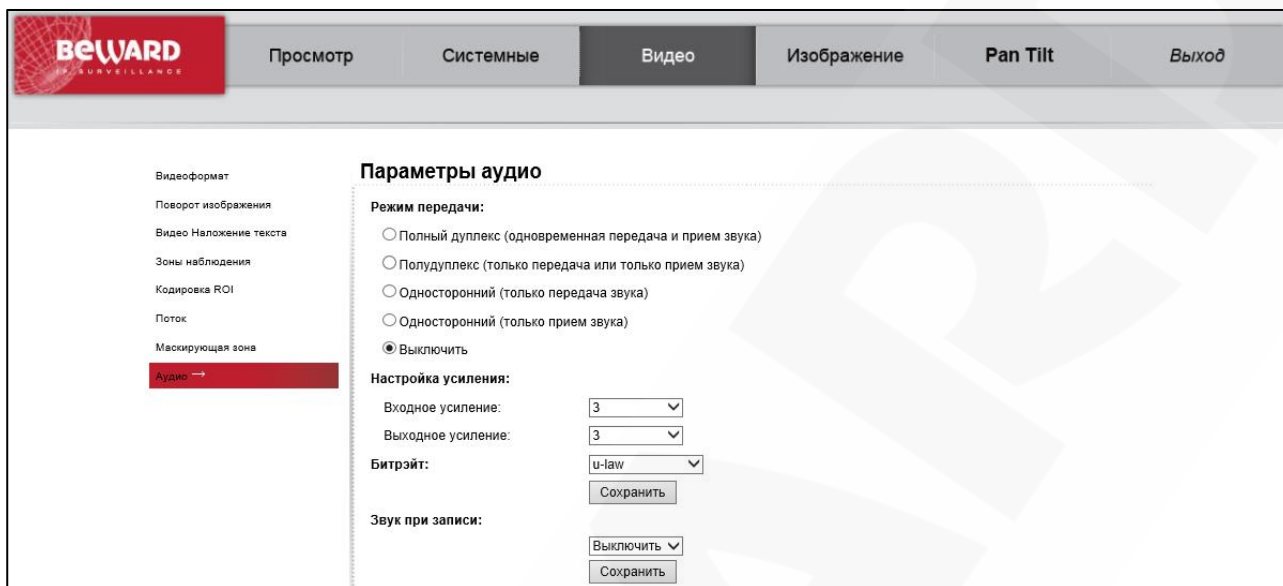 BEWARD
IP SURVEILLANCE
Просмотр
Системные
Видео
Изображение
Pan Tilt
Выход
Видеоформат
Поворот изображения
Видео Наложение текста
Зоны наблюдения
Кодировка ROI
Поток
Маскирующая зона
Аудио →
Параметры аудио
Режим передачи:
Полный дуплекс (одновременная передача и прием звука)
Полудуплекс (только передача или только прием звука)
Односторонний (только передача звука)
Односторонний (только прием звука)
Выключить
Настройка усиления:
Входное усиление: 3
Выходное усиление: 3
Битрэйт: u-law
Сохранить
Звук при записи:
Выключить
Сохранить